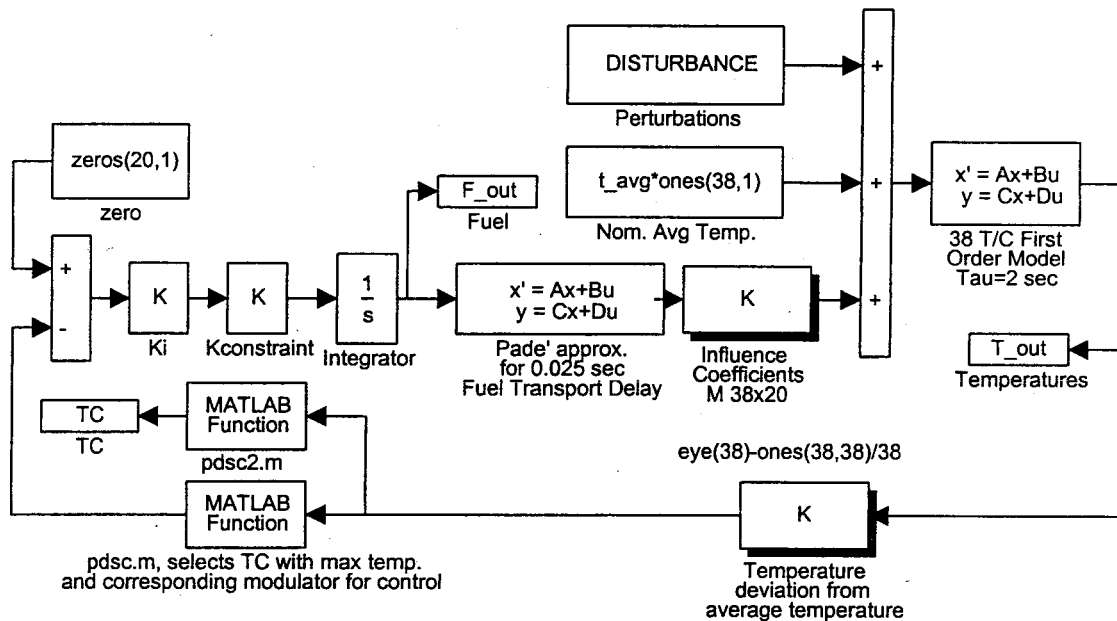 DISTURBANCE
Perturbations
+
zeros(20,1)
zero
t_avg*ones(38,1)
Nom. Avg Temp.
+
x' = Ax+Bu
y = Cx+Du
38 T/C First
Order Model
Tau=2 sec
F_out
Fuel
+
-
K
Ki
K
Kconstraint
1
s
Integrator
x' = Ax+Bu
y = Cx+Du
Pade' approx.
for 0.025 sec
Fuel Transport Delay
K
Influence
Coefficients
M 38x20
+
T_out
Temperatures
TC
TC
MATLAB
Function
pdsc2.m
MATLAB
Function
pdsc.m, selects TC with max temp.
and corresponding modulator for control
eye(38)-ones(38,38)/38
K
Temperature
deviation from
average temperature